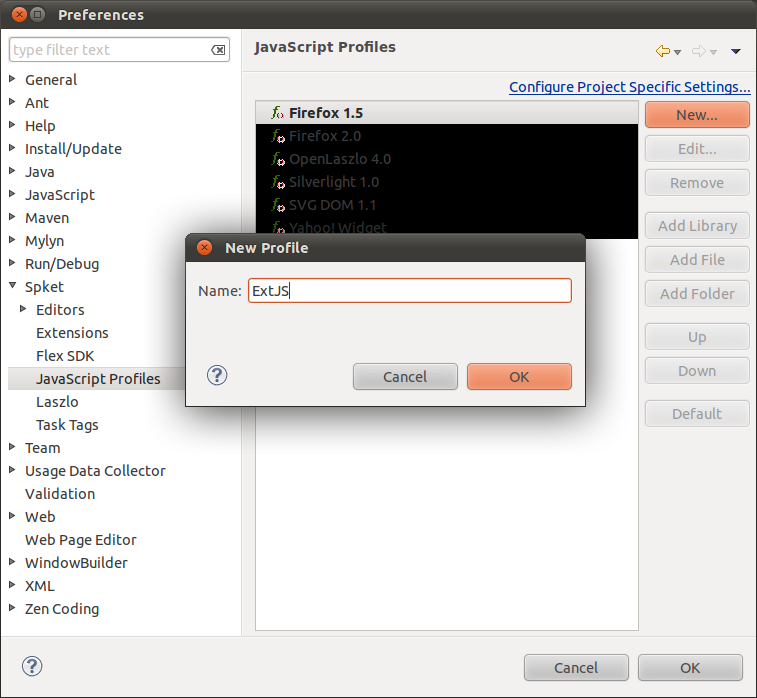 Preferences
type filter text
General
Ant
Help
Install/Update
Java
JavaScript
Maven
Mylyn
Run/Debug
Spket
Editors
Extensions
Flex SDK
JavaScript Profiles
Laszlo
Task Tags
Team
Usage Data Collector
Validation
Web
Web Page Editor
WindowBuilder
XML
Zen Coding
JavaScript Profiles
Configure Project Specific Settings...
Firefox 1.5
Firefox 2.0
OpenLaszlo 4.0
Silverlight 1.0
SVG DOM 1.1
Yahoo! Widget
New...
Edit...
Remove
Add Library
Add File
Add Folder
Up
Down
Default
New Profile
Name: ExtJS
Cancel OK
Cancel OK